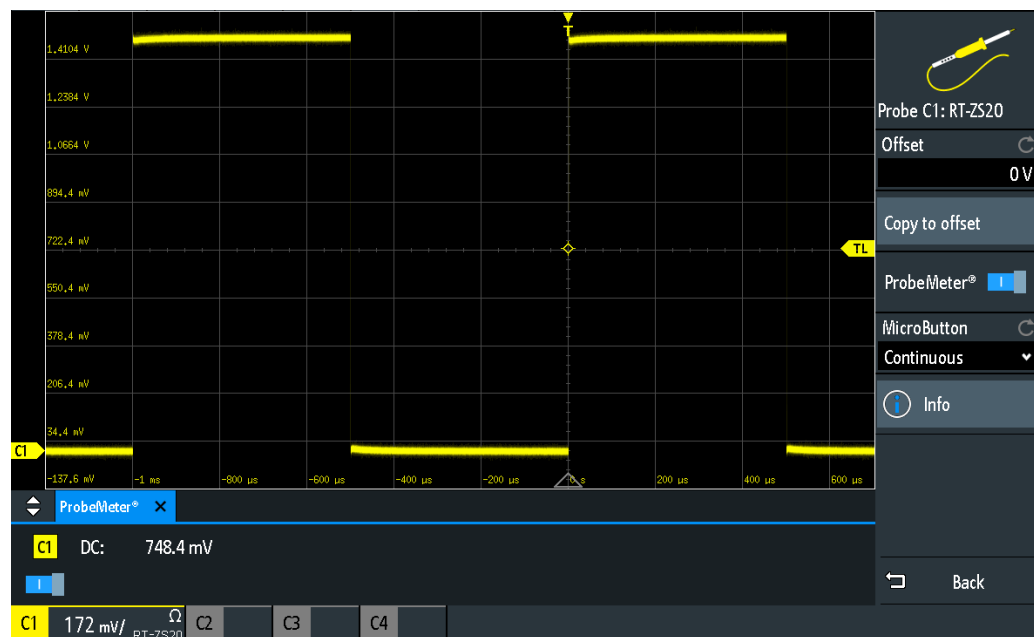 T
1.4104 V
1.2384 V
1.0664 V
894.4 mV
722.4 mV
TL
550.4 mV
378.4 mV
206.4 mV
34.4 mV
C1
-137.6 mV
-1 ms
-800 µs
-600 µs
-400 µs
-200 µs
0 s
200 µs
400 µs
600 µs
Probe C1: RT-ZS20
Offset
0 V
Copy to offset
ProbeMeter®
MicroButton
Continuous
Info
Back
ProbeMeter®
C1 DC: 748.4 mV
C1 172 mV/ Ω RT-ZS20 C2 C3 C4